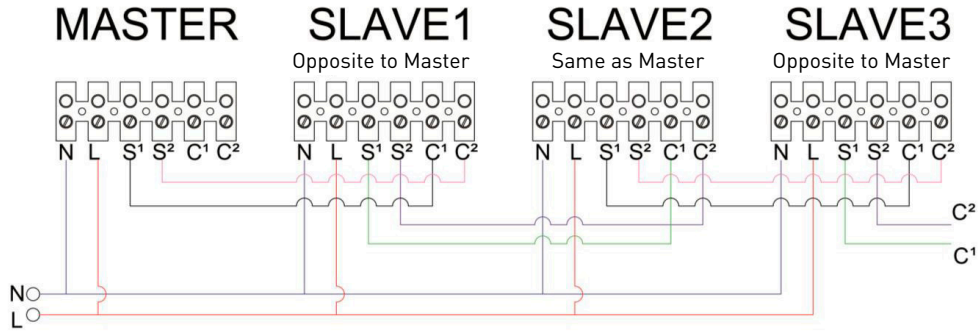 MASTER SLAVE1 SLAVE2 SLAVE3
Opposite to Master Same as Master Opposite to Master
N L S¹ S² C¹ C² N L S¹ S² C¹ C² N L S¹ S² C¹ C² N L S¹ S² C¹ C²
C²
C¹
N
L